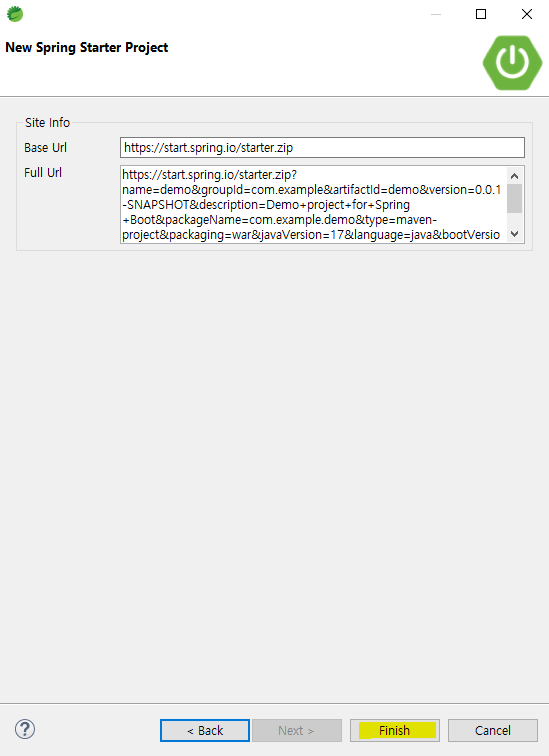 New Spring Starter Project
Site Info
Base Url
https://start.spring.io/starter.zip
Full Url
https://start.spring.io/starter.zip?
name=demo&groupId=com.example&artifactId=demo&version=0.0.1
-SNAPSHOT&description=Demo+project+for+Spring
+Boot&packageName=com.example.demo&type=maven-
project&packaging=war&javaVersion=17&language=java&bootVersio
?
< Back
Next >
Finish
Cancel